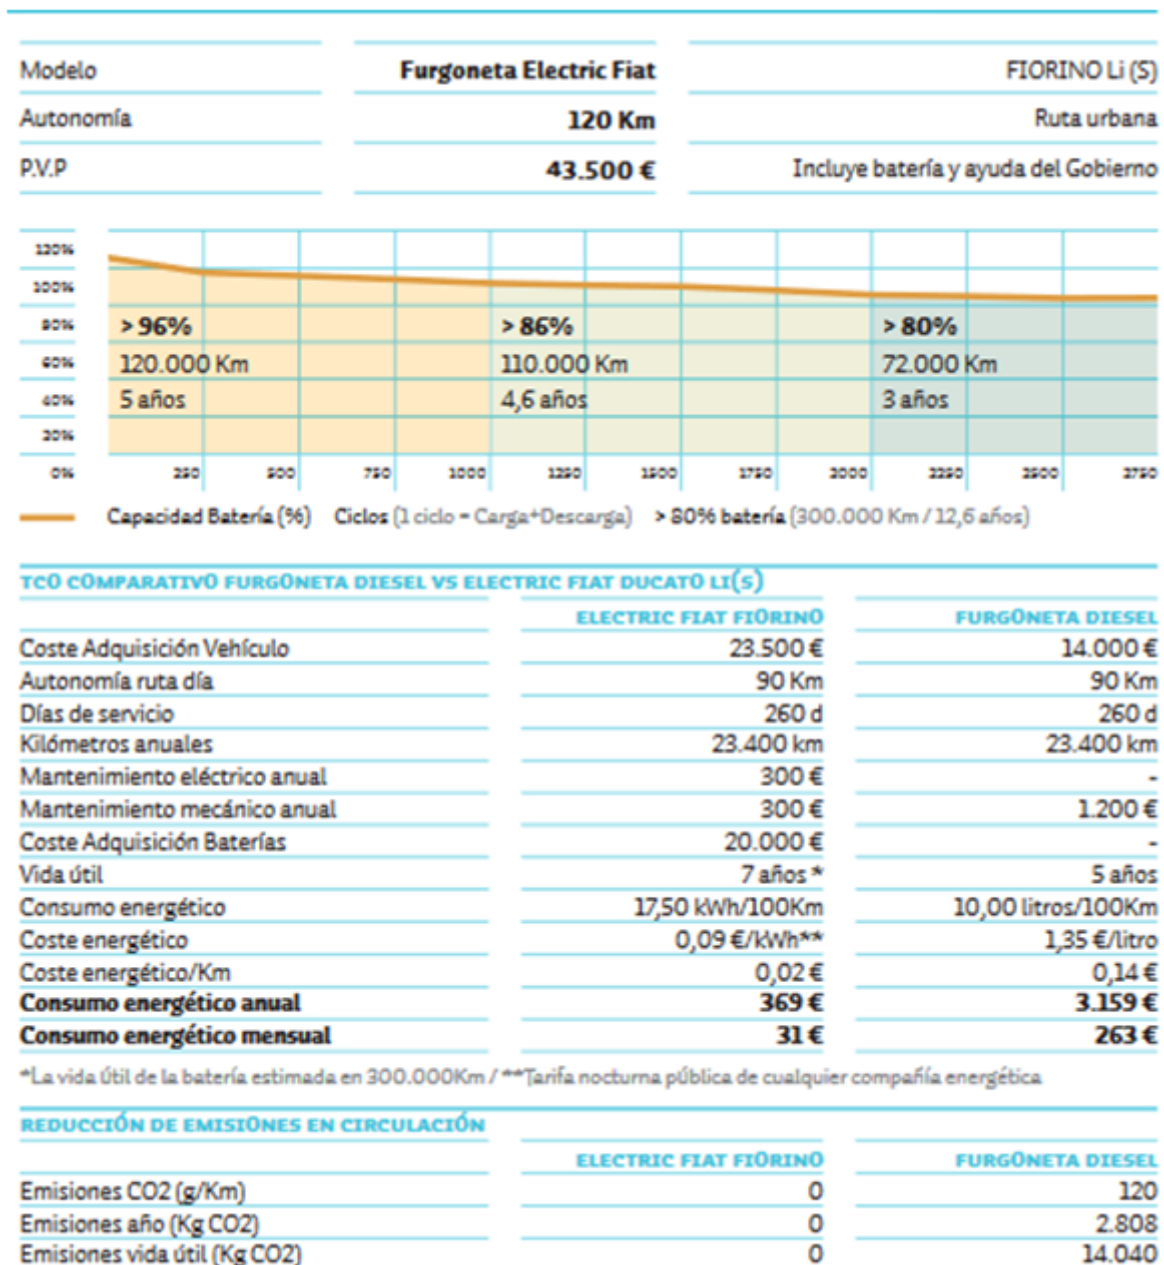 Modelo Furgoneta Electric Fiat FIORINO Li (S)
Autonomía 120 Km Ruta urbana
P.V.P 43.500 € Incluye batería y ayuda del Gobierno
120%
100%
80% > 96% > 86% > 80%
60% 120.000 Km 110.000 Km 72.000 Km
40% 5 años 4,6 años 3 años
20%
0% 250 500 750 1000 1250 1500 1750 2000 2250 2500 2750
Capacidad Batería (%) Ciclos (1 ciclo = Carga+Descarga) > 80% batería (300.000 Km / 12,6 años)
TCO COMPARATIVO FURGONETA DIESEL VS ELECTRIC FIAT DUCATO LI(S)
ELECTRIC FIAT FIORINO FURGONETA DIESEL
Coste Adquisición Vehículo 23.500 € 14.000 €
Autonomía ruta día 90 Km 90 Km
Días de servicio 260 d 260 d
Kilómetros anuales 23.400 km 23.400 km
Mantenimiento eléctrico anual 300 € -
Mantenimiento mecánico anual 300 € 1.200 €
Coste Adquisición Baterías 20.000 € -
Vida útil 7 años * 5 años
Consumo energético 17,50 kWh/100Km 10,00 litros/100Km
Coste energético 0,09 €/kWh** 1,35 €/litro
Coste energético/Km 0,02 € 0,14 €
Consumo energético anual 369 € 3.159 €
Consumo energético mensual 31 € 263 €
*La vida útil de la batería estimada en 300.000Km / **Tarifa nocturna pública de cualquier compañía energética
REDUCCIÓN DE EMISIONES EN CIRCULACIÓN
ELECTRIC FIAT FIORINO FURGONETA DIESEL
Emisiones CO2 (g/Km) 0 120
Emisiones año (Kg CO2) 0 2.808
Emisiones vida útil (Kg CO2) 0 14.040